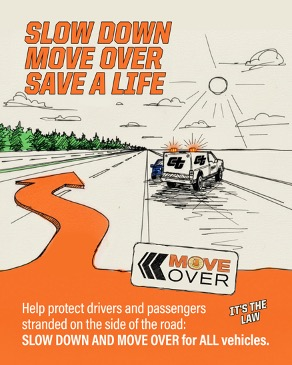 SLOW DOWN
MOVE OVER
SAVE A LIFE
MOVE
OVER
Help protect drivers and passengers
stranded on the side of the road:
SLOW DOWN AND MOVE OVER for ALL vehicles.
IT'S THE
LAW